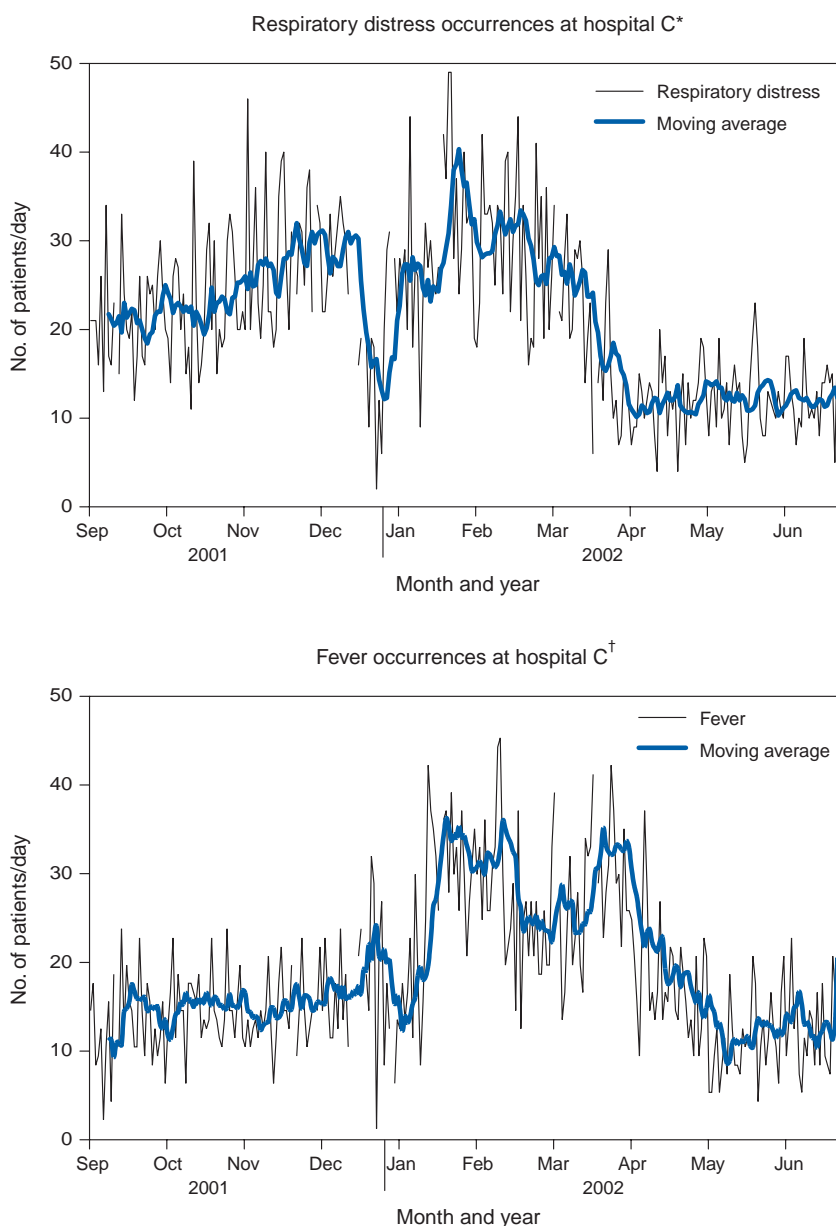 Respiratory distress occurrences at hospital C*
50
40
30
20
10
0
No. of patients/day
Respiratory distress
Moving average
Sep Oct Nov Dec Jan Feb Mar Apr May Jun
2001 2002
Month and year
Fever occurrences at hospital C†
50
40
30
20
10
0
No. of patients/day
Fever
Moving average
Sep Oct Nov Dec Jan Feb Mar Apr May Jun
2001 2002
Month and year